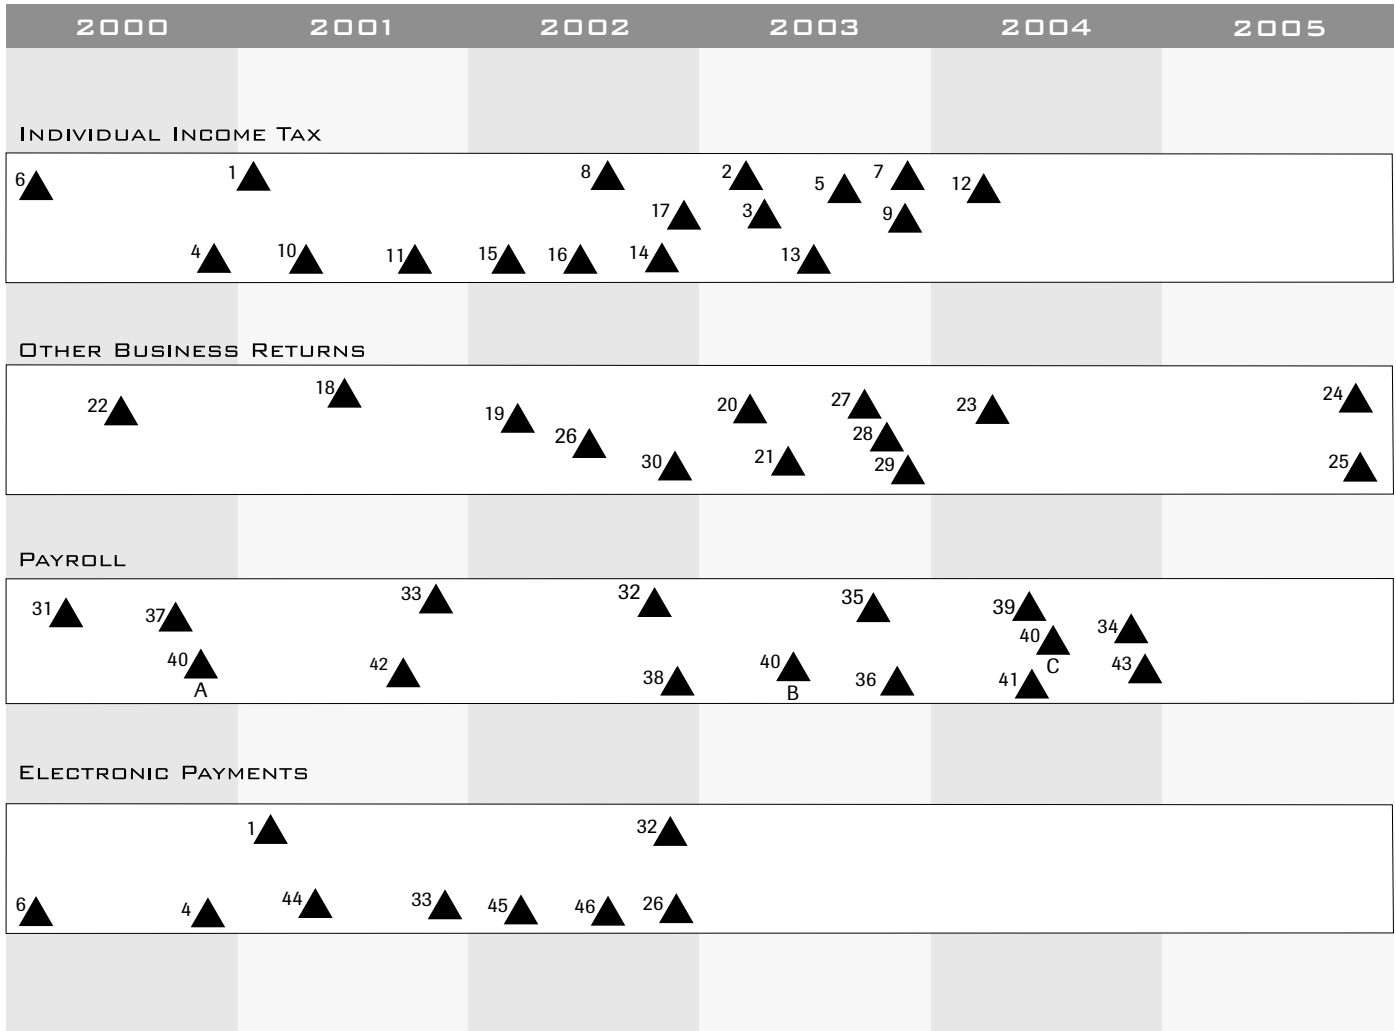 2000 2001 2002 2003 2004 2005
Individual Income Tax
6 1 8 2 5 7 12
17 3 9
4 10 11 15 16 14 13
Other Business Returns
22 18 19 20 27 23 24
26 28
30 21 29 25
Payroll
31 37 33 32 35 39 34
40 42 38 40 36 41 40 43
A B C
Electronic Payments
1 32
6 4 44 33 45 46 26